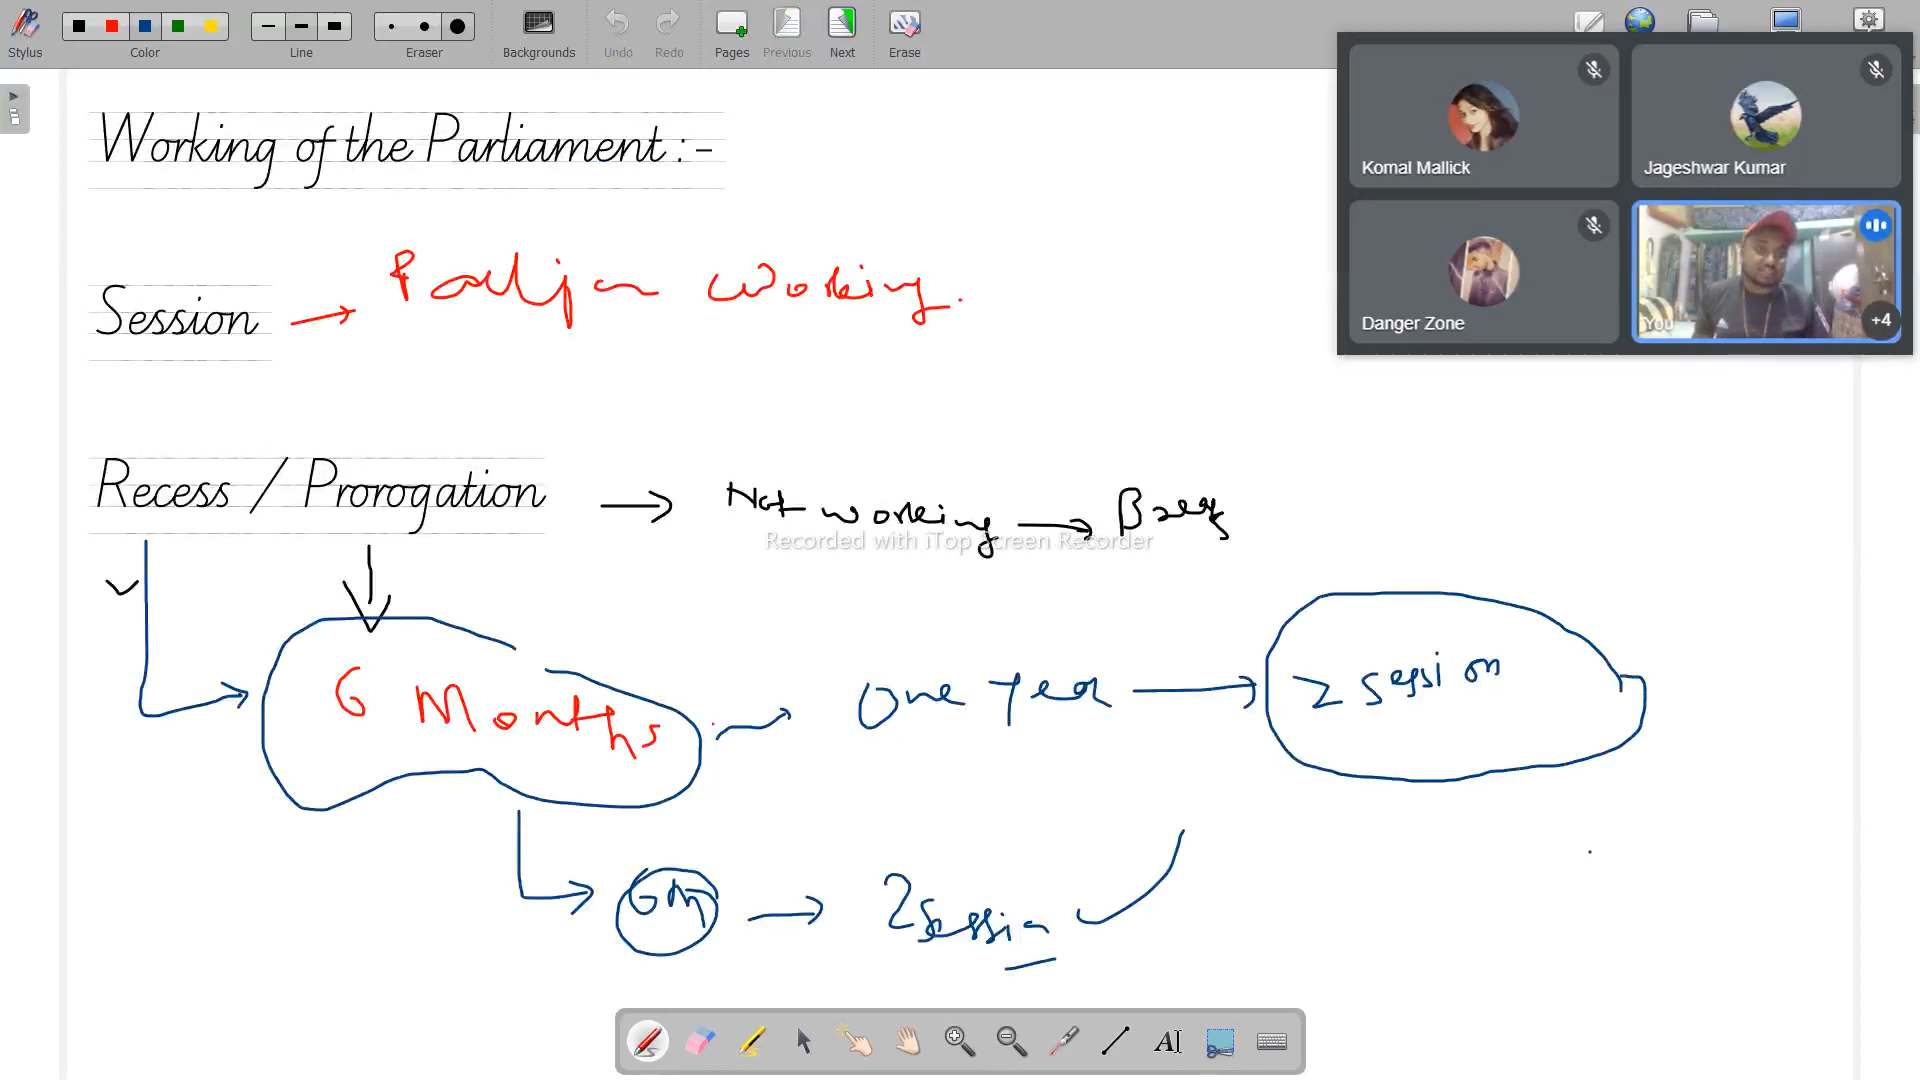 Stylus
Color
Line
Eraser
Backgrounds
Undo
Redo
Pages
Previous
Next
Erase
Komal Mallick
Jageshwar Kumar
Danger Zone
You
+4
Working of the Parliament :-
Session → working.
Recess / Prorogation → Not working →
Recorded with iTop Screen Recorder
6 Months → One year → 2 session
6m → 2 session
AI